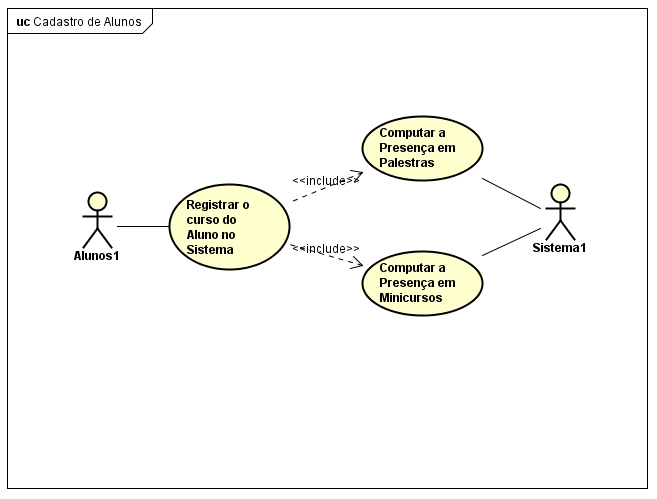 uc Cadastro de Alunos
Computar a
Presença em
Palestras
<<include>>
Registrar o
curso do
Aluno no
Sistema
Alunos1
Sistema1
<<include>>
Computar a
Presença em
Minicursos